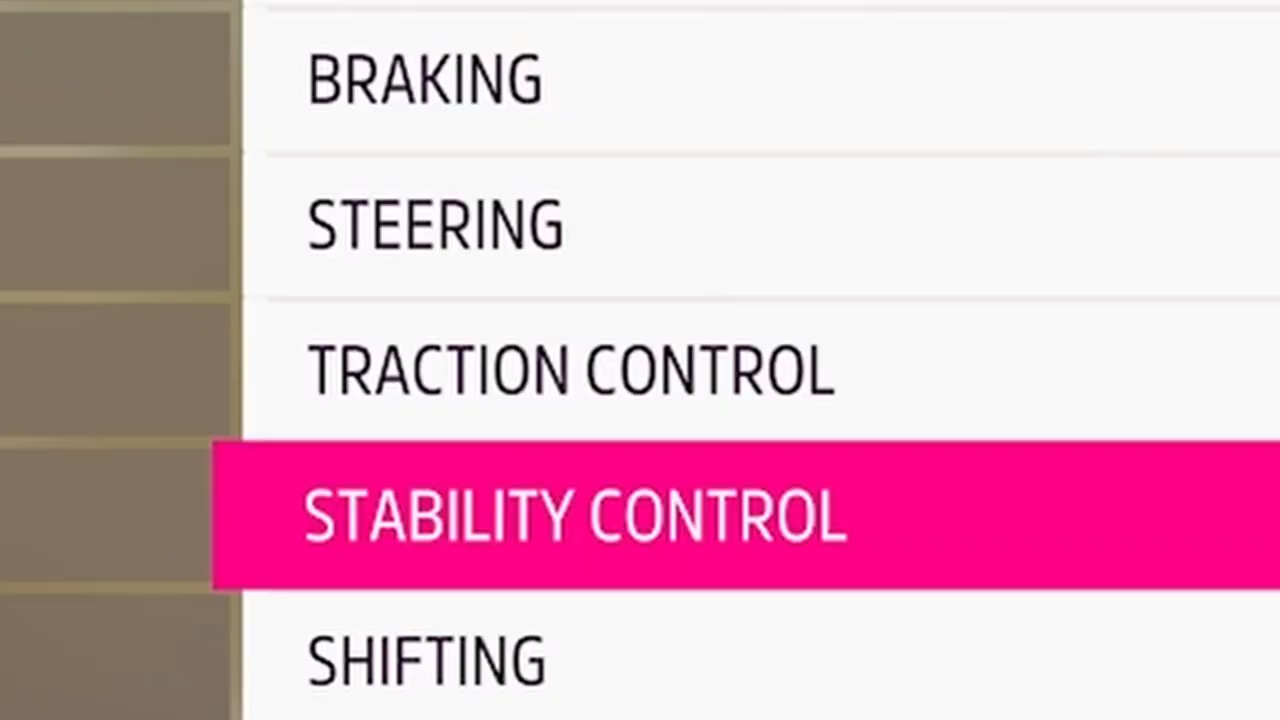 BRAKING
STEERING
TRACTION CONTROL
STABILITY CONTROL
SHIFTING